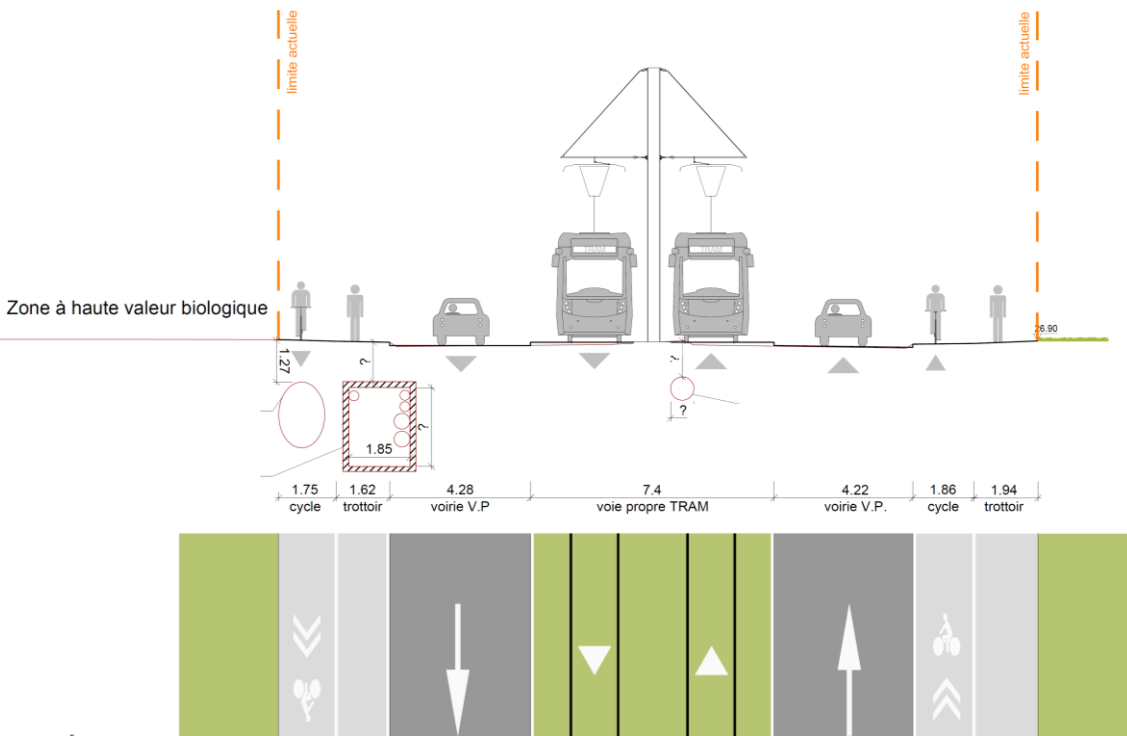 limite actuelle
limite actuelle
TRAM
TRAM
Zone à haute valeur biologique
26.90
1.27
?
?
?
?
1.85
1.75 1.62 4.28 7.4 4.22 1.86 1.94
cycle trottoir voirie V.P voie propre TRAM voirie V.P. cycle trottoir